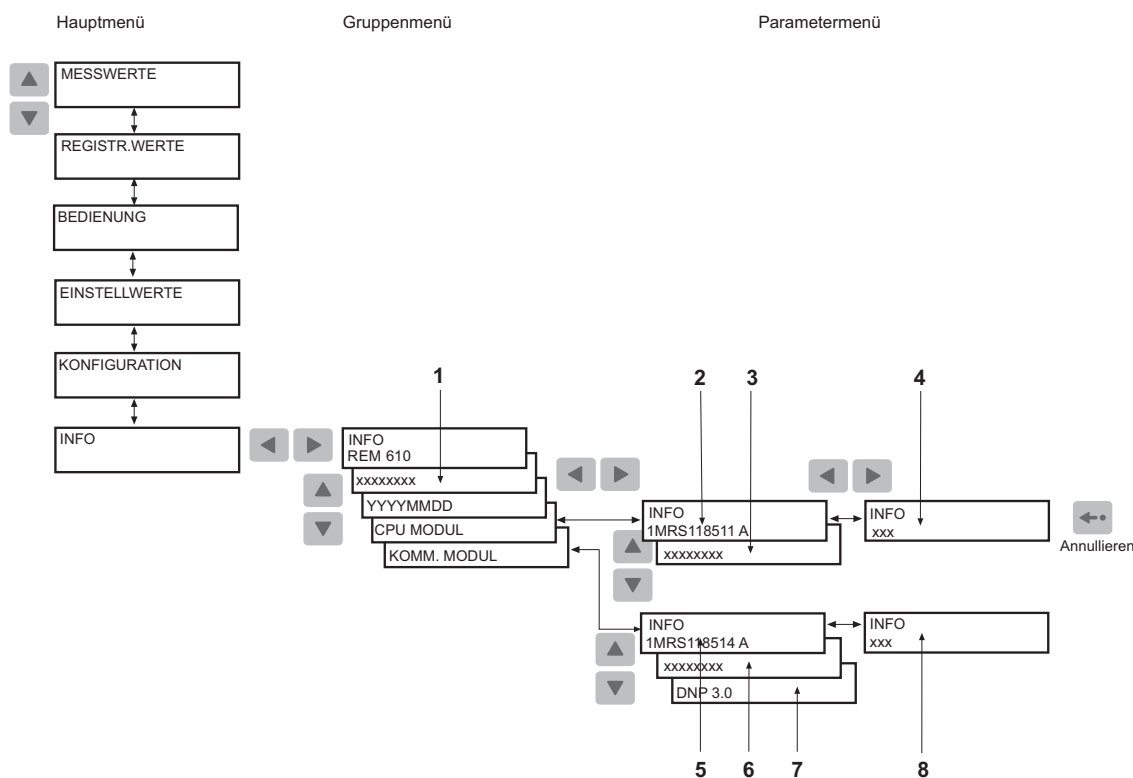 Hauptmenü
Gruppenmenü
Parametermenü
MESSWERTE
REGISTR.WERTE
BEDIENUNG
EINSTELLWERTE
KONFIGURATION
1
2
3
4
INFO
INFO
REM 610
xxxxxxxx
YYYYMMDD
CPU MODUL
KOMM. MODUL
INFO
1MRS118511 A
xxxxxxxx
INFO
xxx
Annullieren
INFO
1MRS118514 A
xxxxxxxx
DNP 3.0
INFO
xxx
5
6
7
8